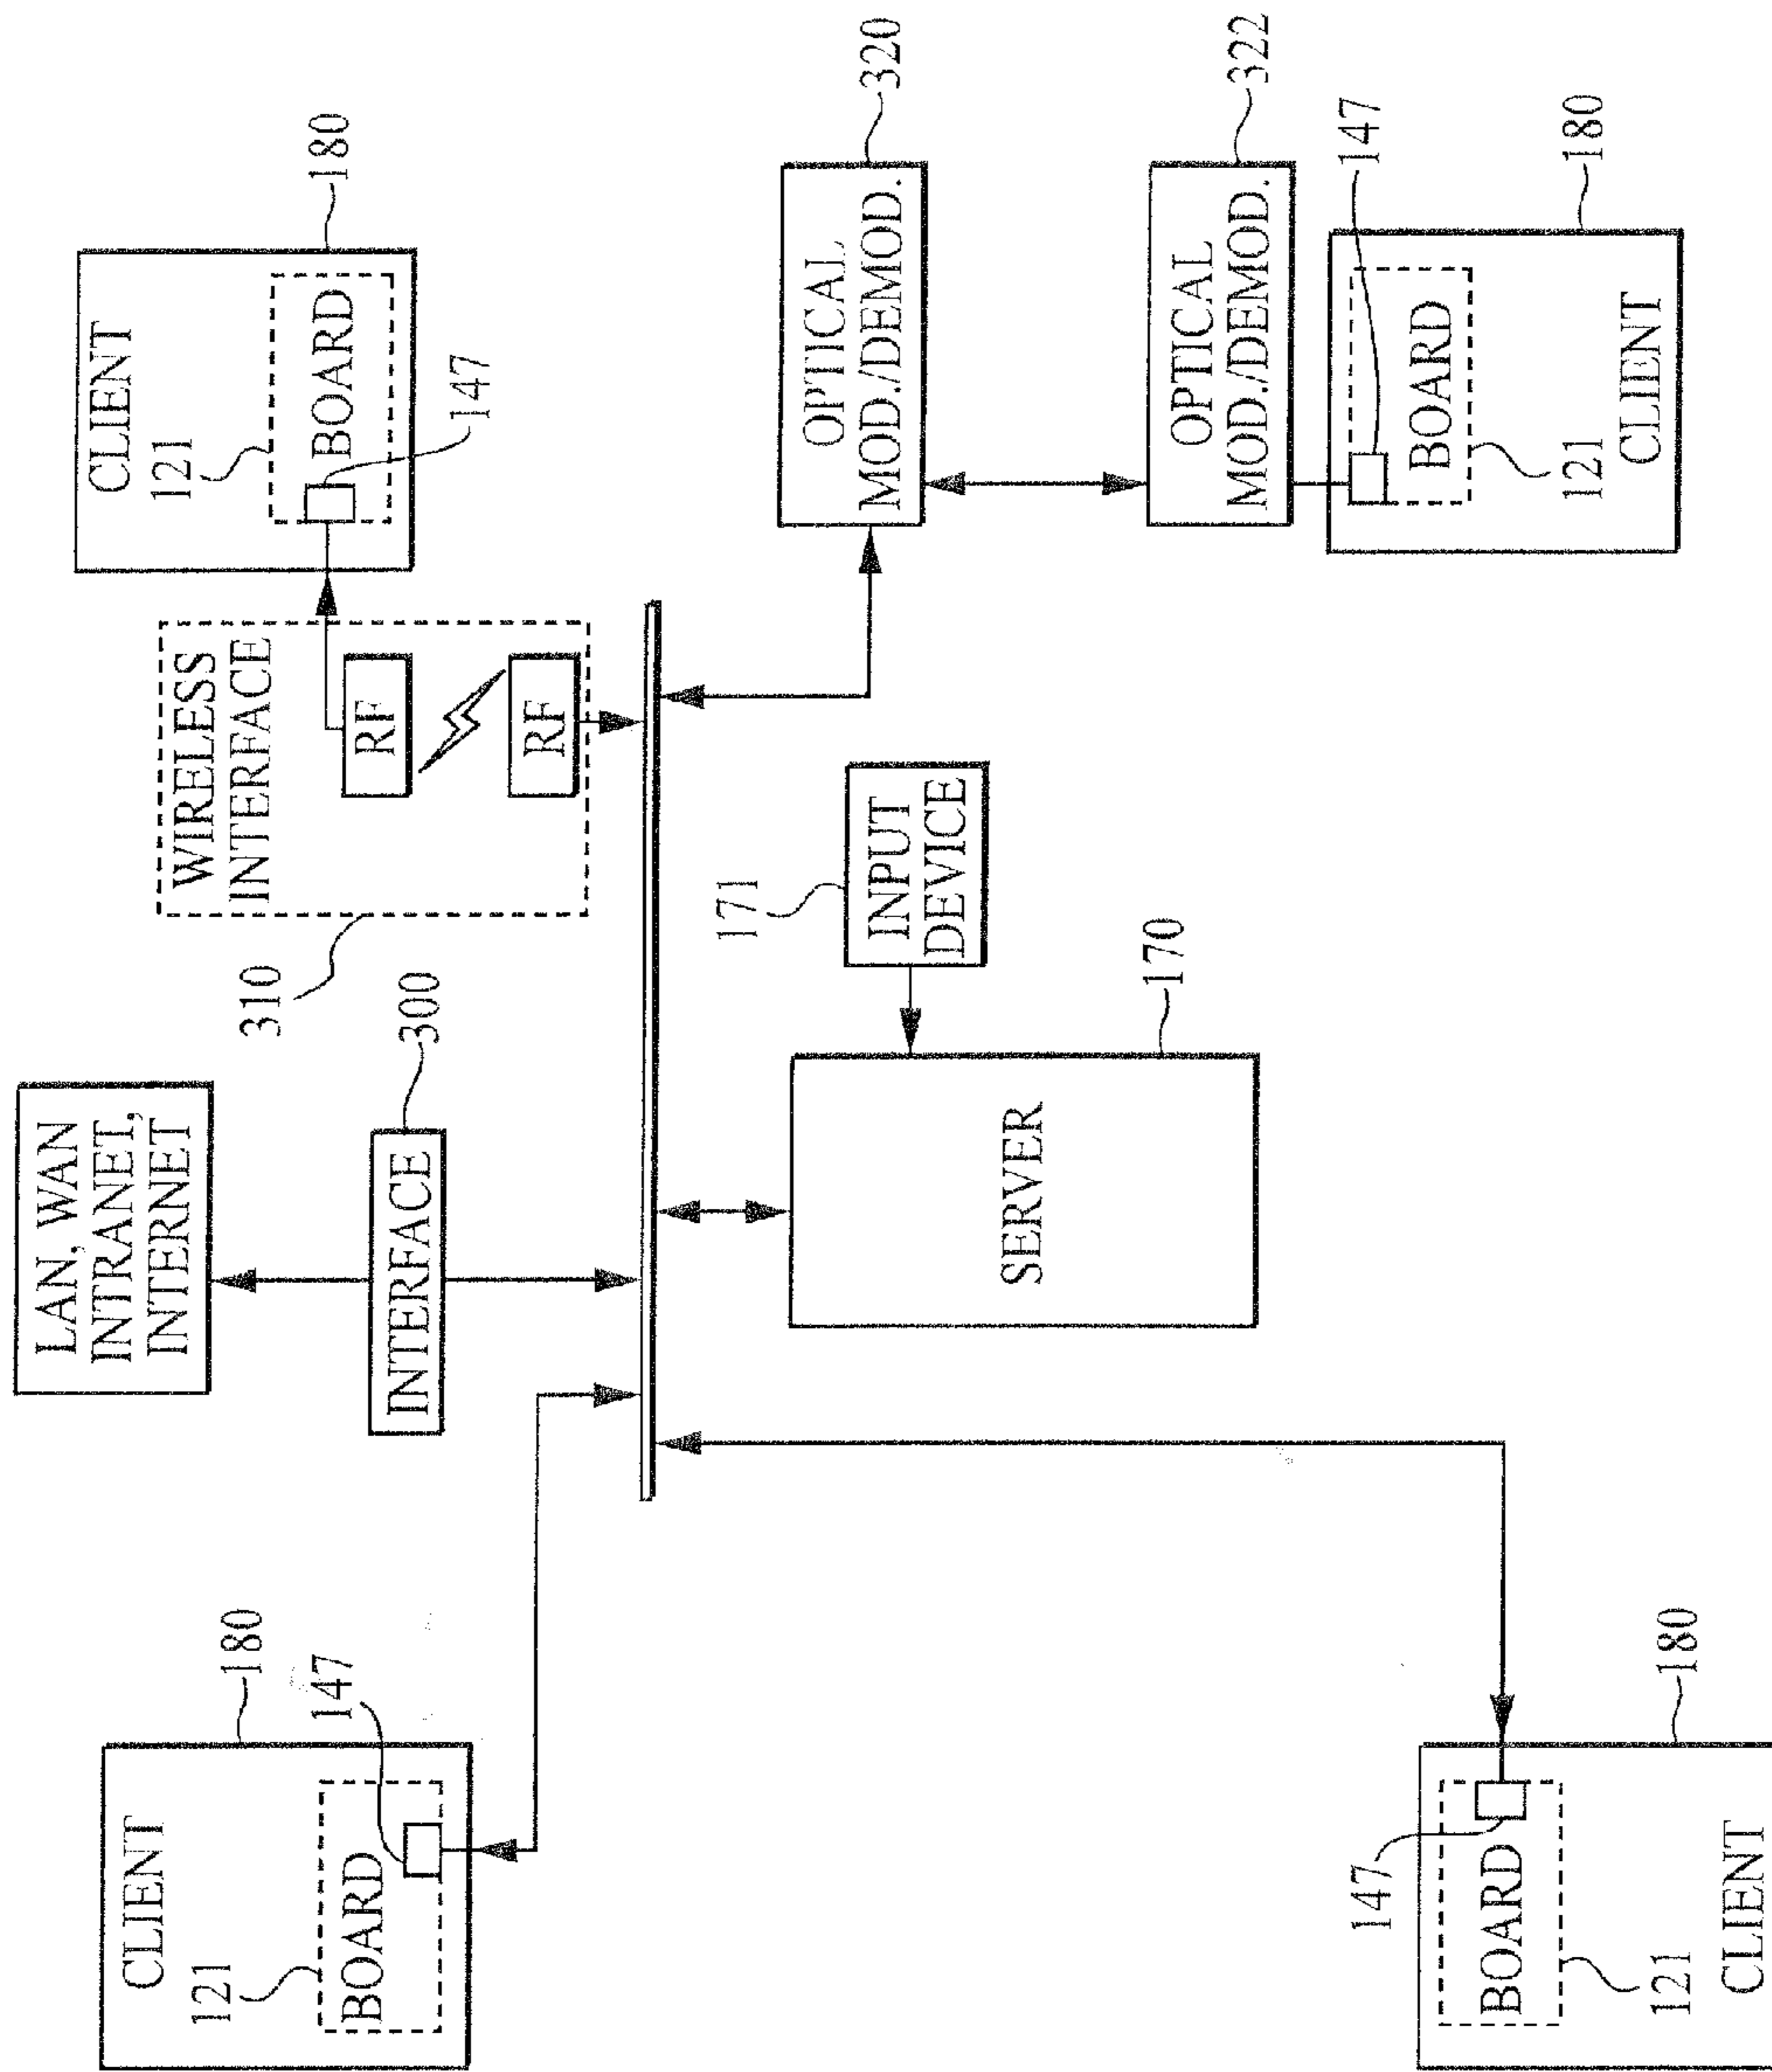 CLIENT
180
121
BOARD
147
LAN, WAN
INTRANET,
INTERNET
INTERFACE
300
310
WIRELESS
INTERFACE
RF
RF
CLIENT
180
121
BOARD
147
SERVER
170
171
INPUT
DEVICE
OPTICAL
MOD./DEMOD.
320
OPTICAL
MOD./DEMOD.
322
147
BOARD
121
CLIENT
180
147
BOARD
121
CLIENT
180